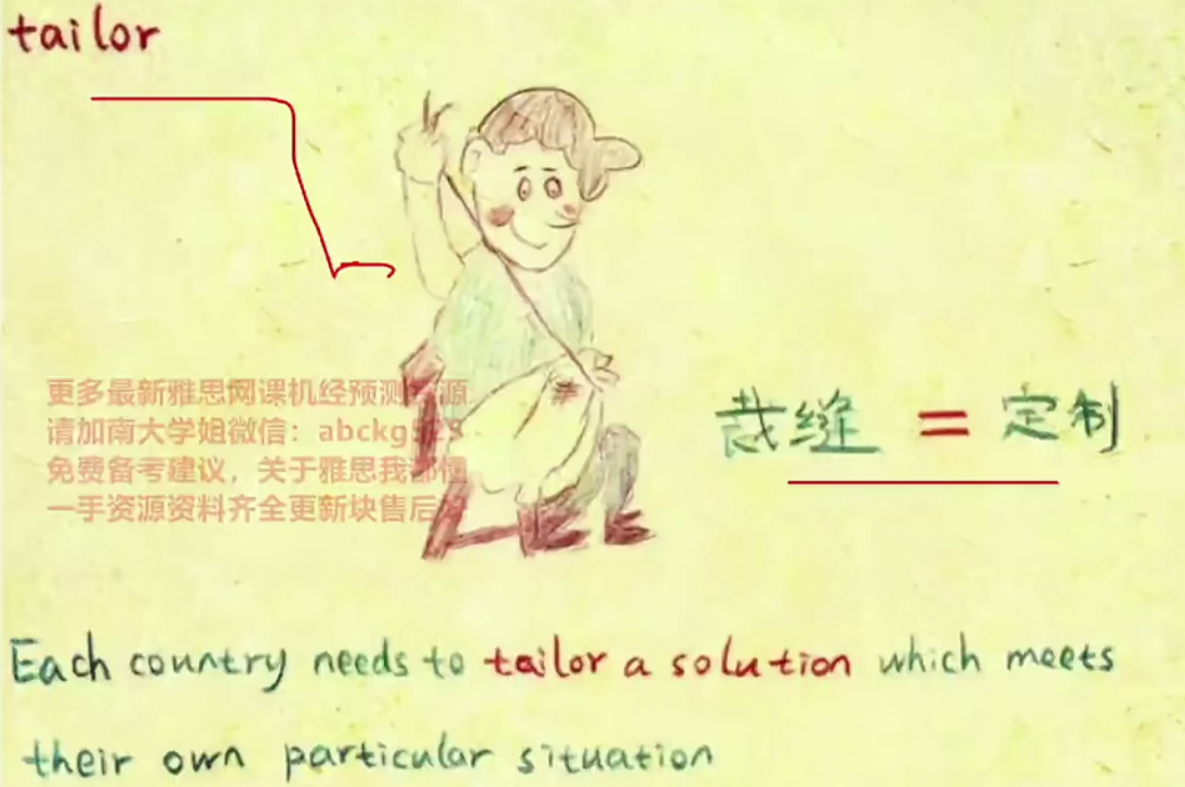 tailor
更多最新雅思网课机经预测资源
请加南大学姐微信：abckg
免费备考建议，关于雅思我都懂
一手资源资料齐全更新块售后
裁缝 = 定制
Each country needs to tailor a solution which meets
their own particular situation